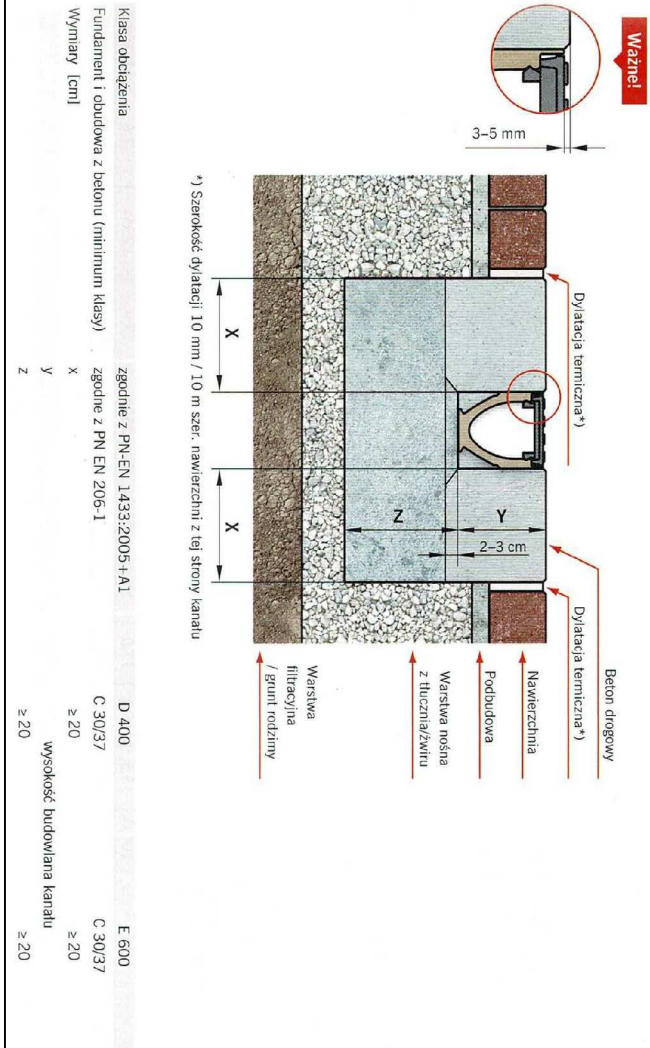 Ważne!
3–5 mm
Beton drogowy
Dylatacja termiczna*)
Dylatacja termiczna*)
Nawierzchnia
Podbudowa
Warstwa nośna
z tłucznia/żwiru
Warstwa
filtracyjna
/ grunt rodzimy
X
X
Z
Y
2–3 cm
*) Szerokość dylatacji 10 mm / 10 m szer. nawierzchni z tej strony kanału
Klasa obciążenia zgodnie z PN-EN 1433:2005+A1 D 400 E 600
Fundament i obudowa z betonu (minimum klasy) zgodne z PN EN 206-1 C 30/37 C 30/37
Wymiary [cm] x ≥ 20 ≥ 20
y wysokość budowlana kanału
z ≥ 20 ≥ 20